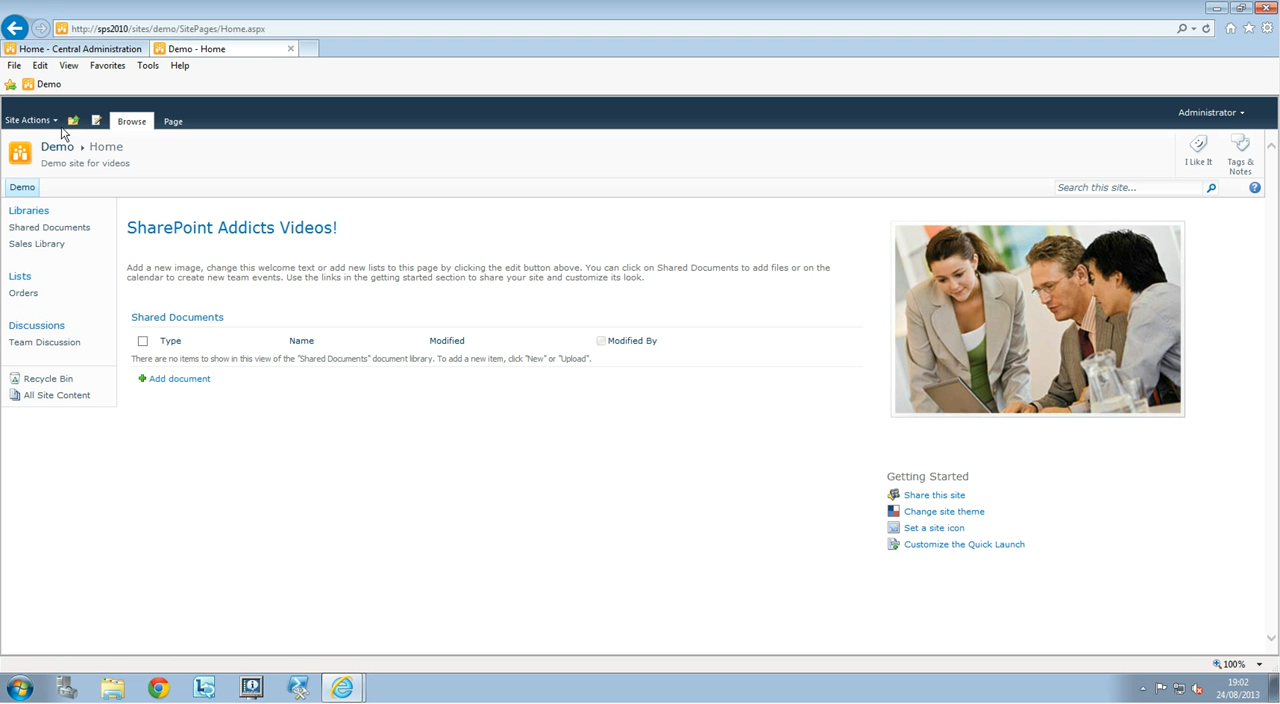 http://sps2010/sites/demo/SitePages/Home.aspx
Home - Central Administration
Demo - Home
File Edit View Favorites Tools Help
Demo
Site Actions
Browse
Page
Administrator
Demo Home
Demo site for videos
I Like It
Tags &
Notes
Demo
Search this site...
Libraries
Shared Documents
Sales Library
Lists
Orders
Discussions
Team Discussion
Recycle Bin
All Site Content
SharePoint Addicts Videos!
Add a new image, change this welcome text or add new lists to this page by clicking the edit button above. You can click on Shared Documents to add files or on the
calendar to create new team events. Use the links in the getting started section to share your site and customize its look.
Shared Documents
Type Name Modified Modified By
There are no items to show in this view of the "Shared Documents" document library. To add a new item, click "New" or "Upload".
Add document
Getting Started
Share this site
Change site theme
Set a site icon
Customize the Quick Launch
100%
19:02
24/08/2013